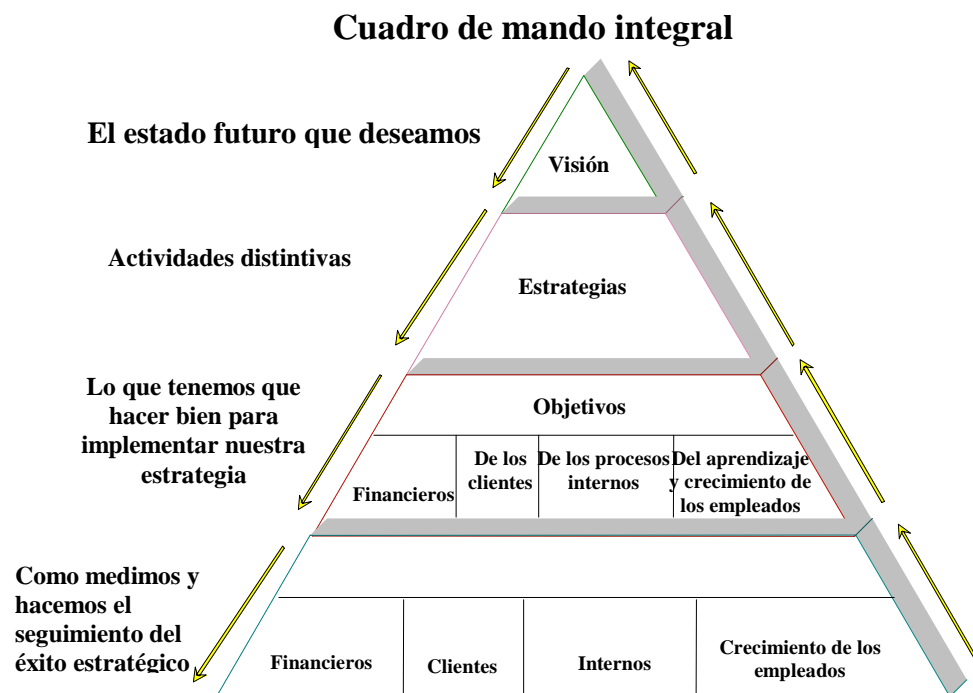 Cuadro de mando integral
El estado futuro que deseamos
Visión
Actividades distintivas
Estrategias
Lo que tenemos que
hacer bien para
implementar nuestra
estrategia
Objetivos
Financieros
De los
clientes
De los procesos
internos
Del aprendizaje
y crecimiento de
los empleados
Como medimos y
hacemos el
seguimiento del
éxito estratégico
Financieros
Clientes
Internos
Crecimiento de los
empleados